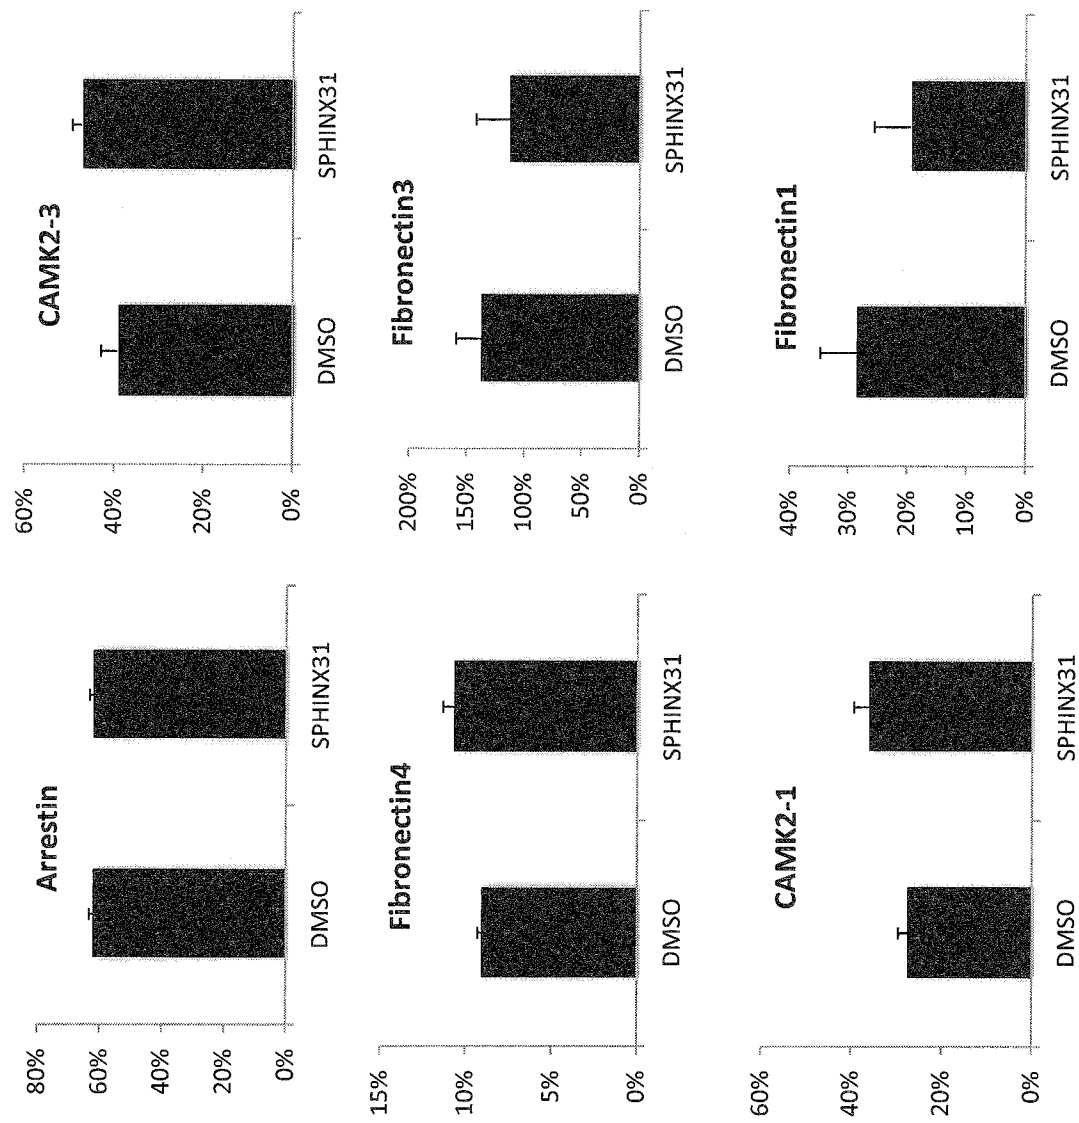 Arrestin
80%
60%
40%
20%
0%
DMSO
SPHINX31
CAMK2-3
60%
40%
20%
0%
DMSO
SPHINX31
Fibronectin4
15%
10%
5%
0%
DMSO
SPHINX31
Fibronectin3
200%
150%
100%
50%
0%
DMSO
SPHINX31
CAMK2-1
60%
40%
20%
0%
DMSO
SPHINX31
Fibronectin1
40%
30%
20%
10%
0%
DMSO
SPHINX31